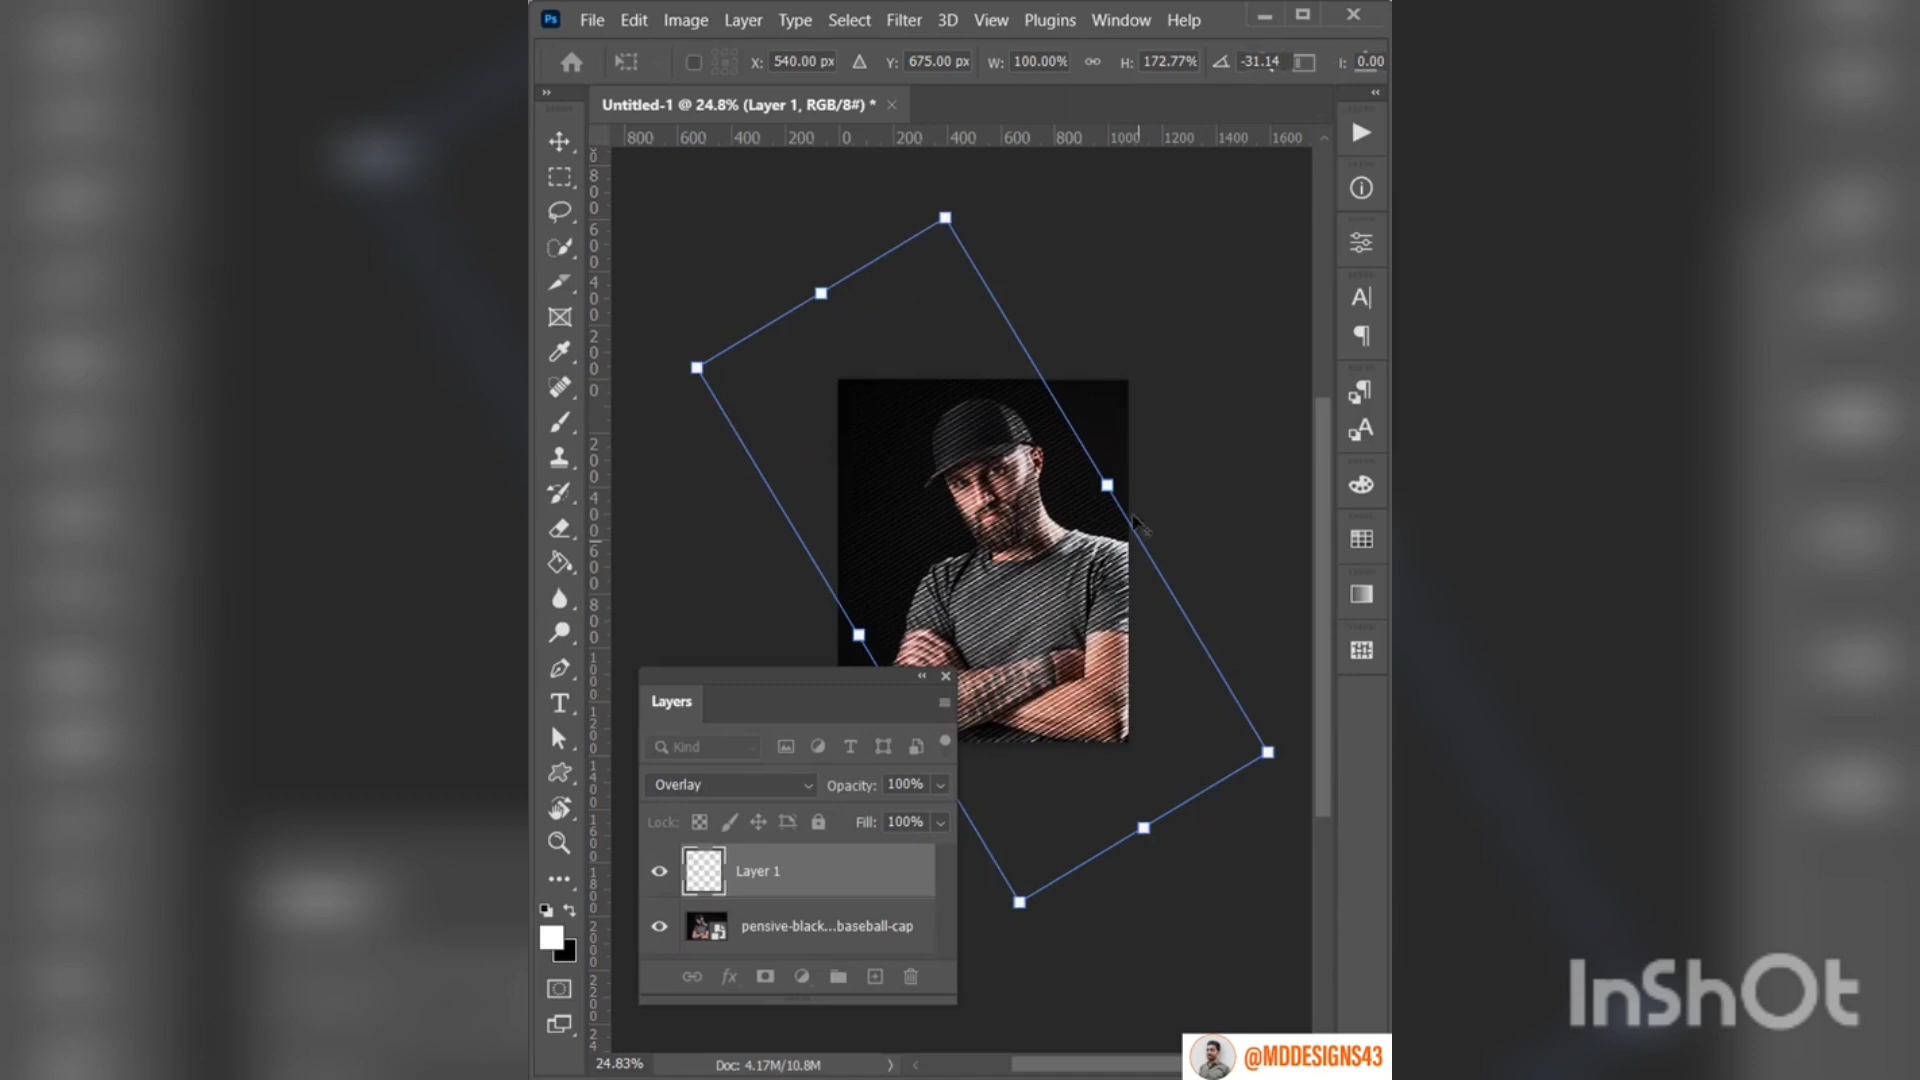 Ps File Edit Image Layer Type Select Filter 3D View Plugins Window Help
X: 540.00 px Y: 675.00 px W: 100.00% H: 172.77% -31.14 I: 0.00
Untitled-1 @ 24.8% (Layer 1, RGB/8#) *
800 600 400 200 0 200 400 600 800 1000 1200 1400 1600
Layers
Kind
Overlay Opacity: 100%
Lock: Fill: 100%
Layer 1
pensive-black...baseball-cap
fx
24.83% Doc: 4.17M/10.8M
@MDDESIGNS43
InShOt